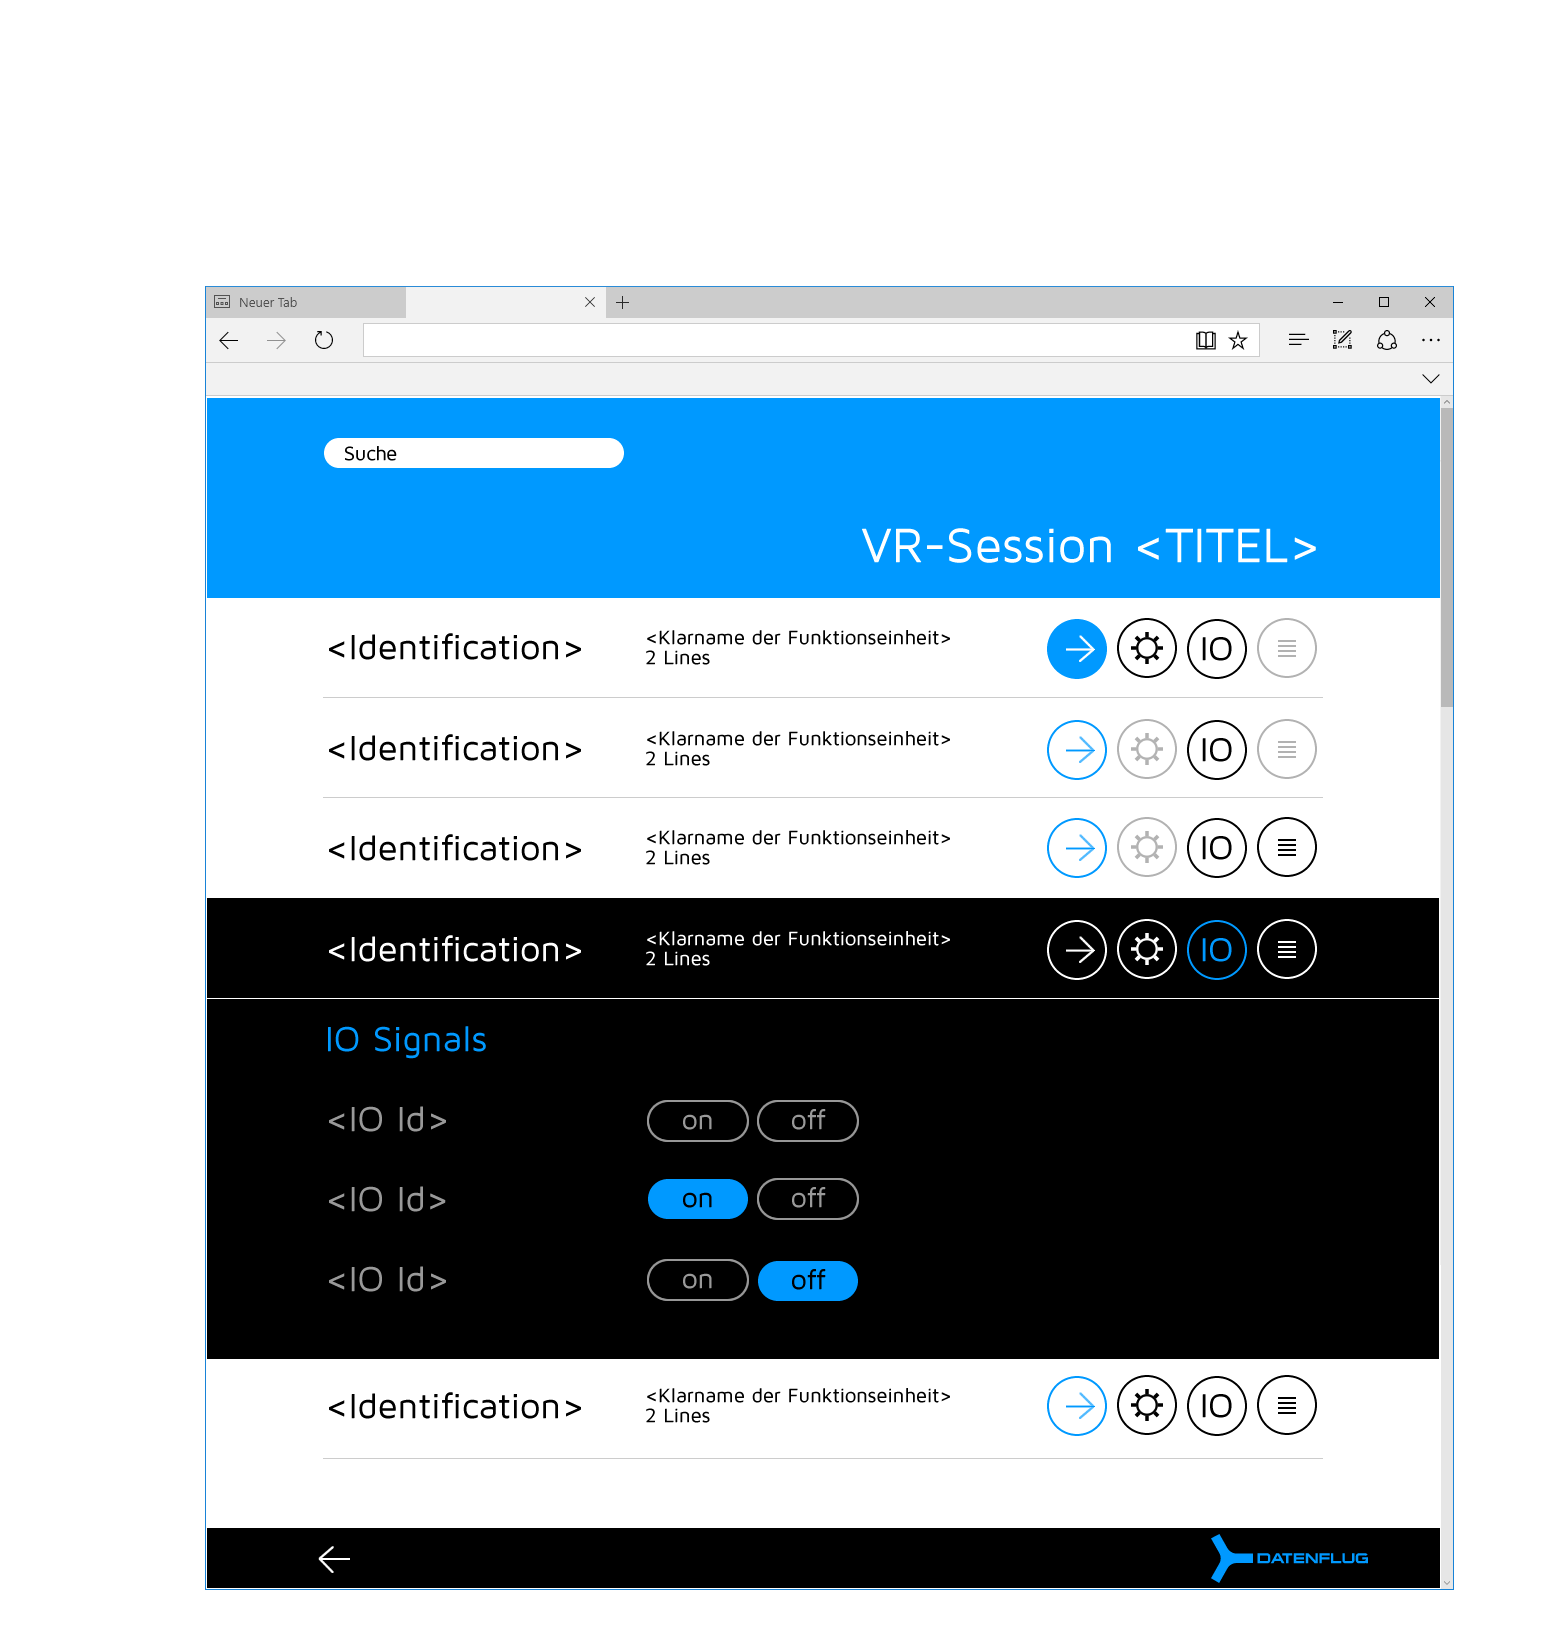 Neuer Tab
Suche
VR-Session <TITEL>
<Identification>
<Klarname der Funktionseinheit>
2 Lines
IO
<Identification>
<Klarname der Funktionseinheit>
2 Lines
IO
<Identification>
<Klarname der Funktionseinheit>
2 Lines
IO
<Identification>
<Klarname der Funktionseinheit>
2 Lines
IO
IO Signals
<IO Id> on off
<IO Id> on off
<IO Id> on off
<Identification>
<Klarname der Funktionseinheit>
2 Lines
IO
DATENFLUG